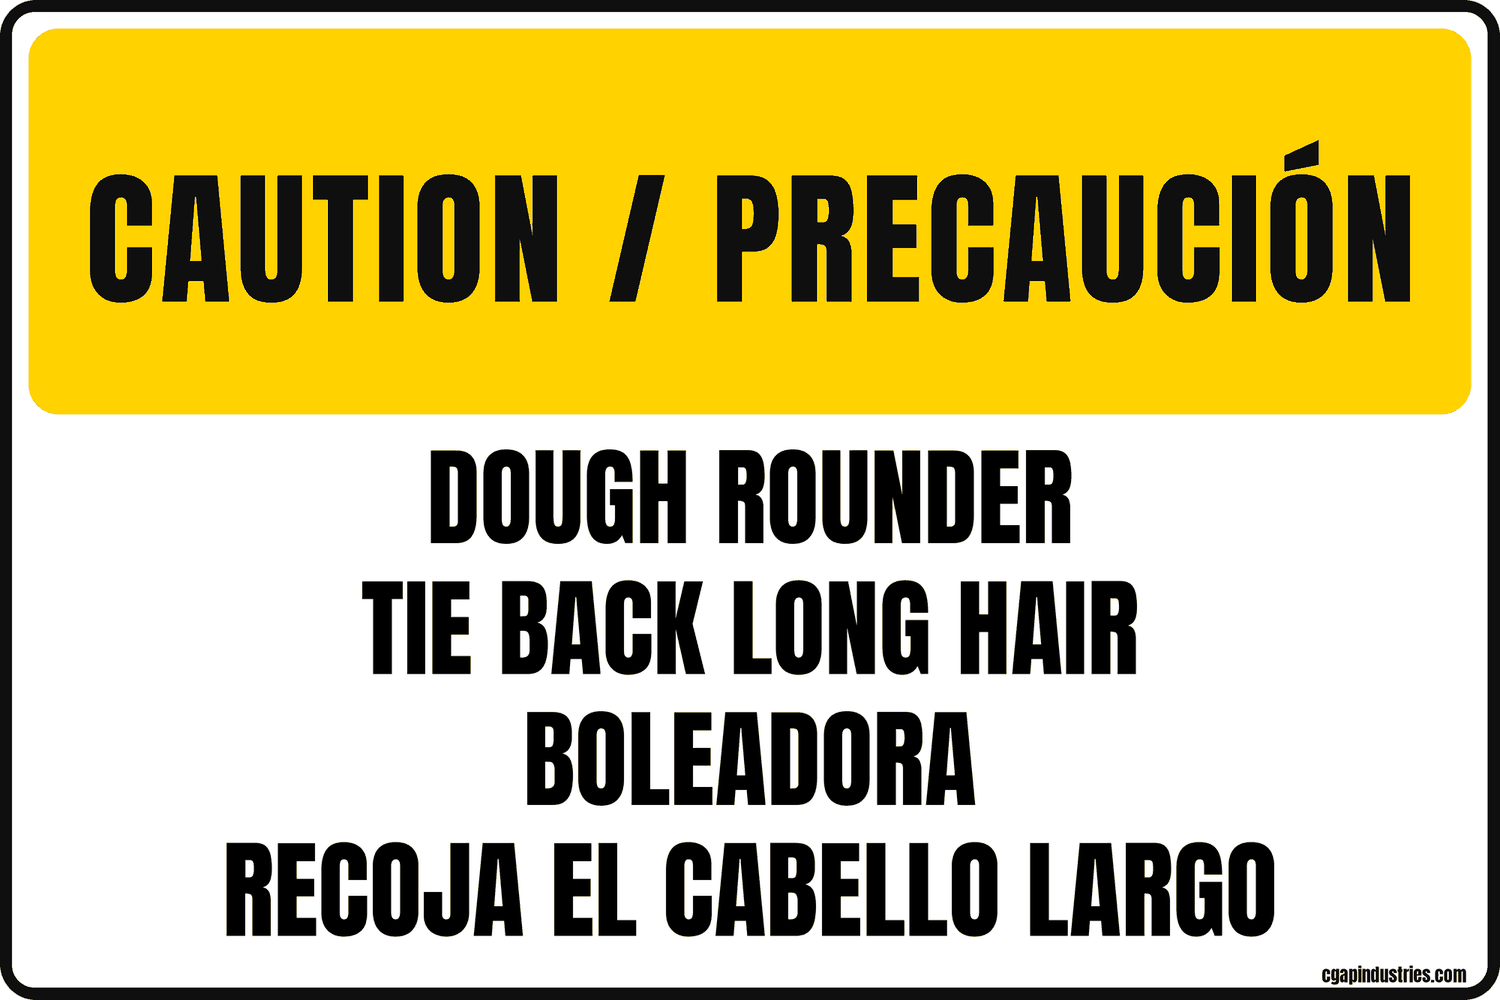 CAUTION / PRECAUCIÓN
DOUGH ROUNDER
TIE BACK LONG HAIR
BOLEADORA
RECOJA EL CABELLO LARGO
cgapindustries.com